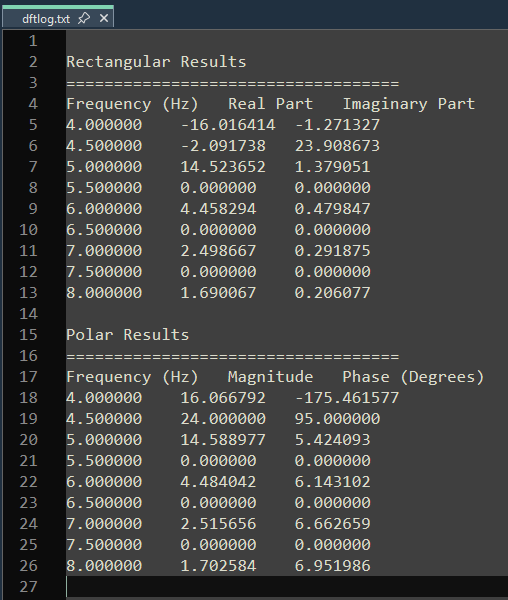 dftlog.txt
1
2 Rectangular Results
3 ===================================
4 Frequency (Hz) Real Part Imaginary Part
5 4.000000 -16.016414 -1.271327
6 4.500000 -2.091738 23.908673
7 5.000000 14.523652 1.379051
8 5.500000 0.000000 0.000000
9 6.000000 4.458294 0.479847
10 6.500000 0.000000 0.000000
11 7.000000 2.498667 0.291875
12 7.500000 0.000000 0.000000
13 8.000000 1.690067 0.206077
14
15 Polar Results
16 ===================================
17 Frequency (Hz) Magnitude Phase (Degrees)
18 4.000000 16.066792 -175.461577
19 4.500000 24.000000 95.000000
20 5.000000 14.588977 5.424093
21 5.500000 0.000000 0.000000
22 6.000000 4.484042 6.143102
23 6.500000 0.000000 0.000000
24 7.000000 2.515656 6.662659
25 7.500000 0.000000 0.000000
26 8.000000 1.702584 6.951986
27